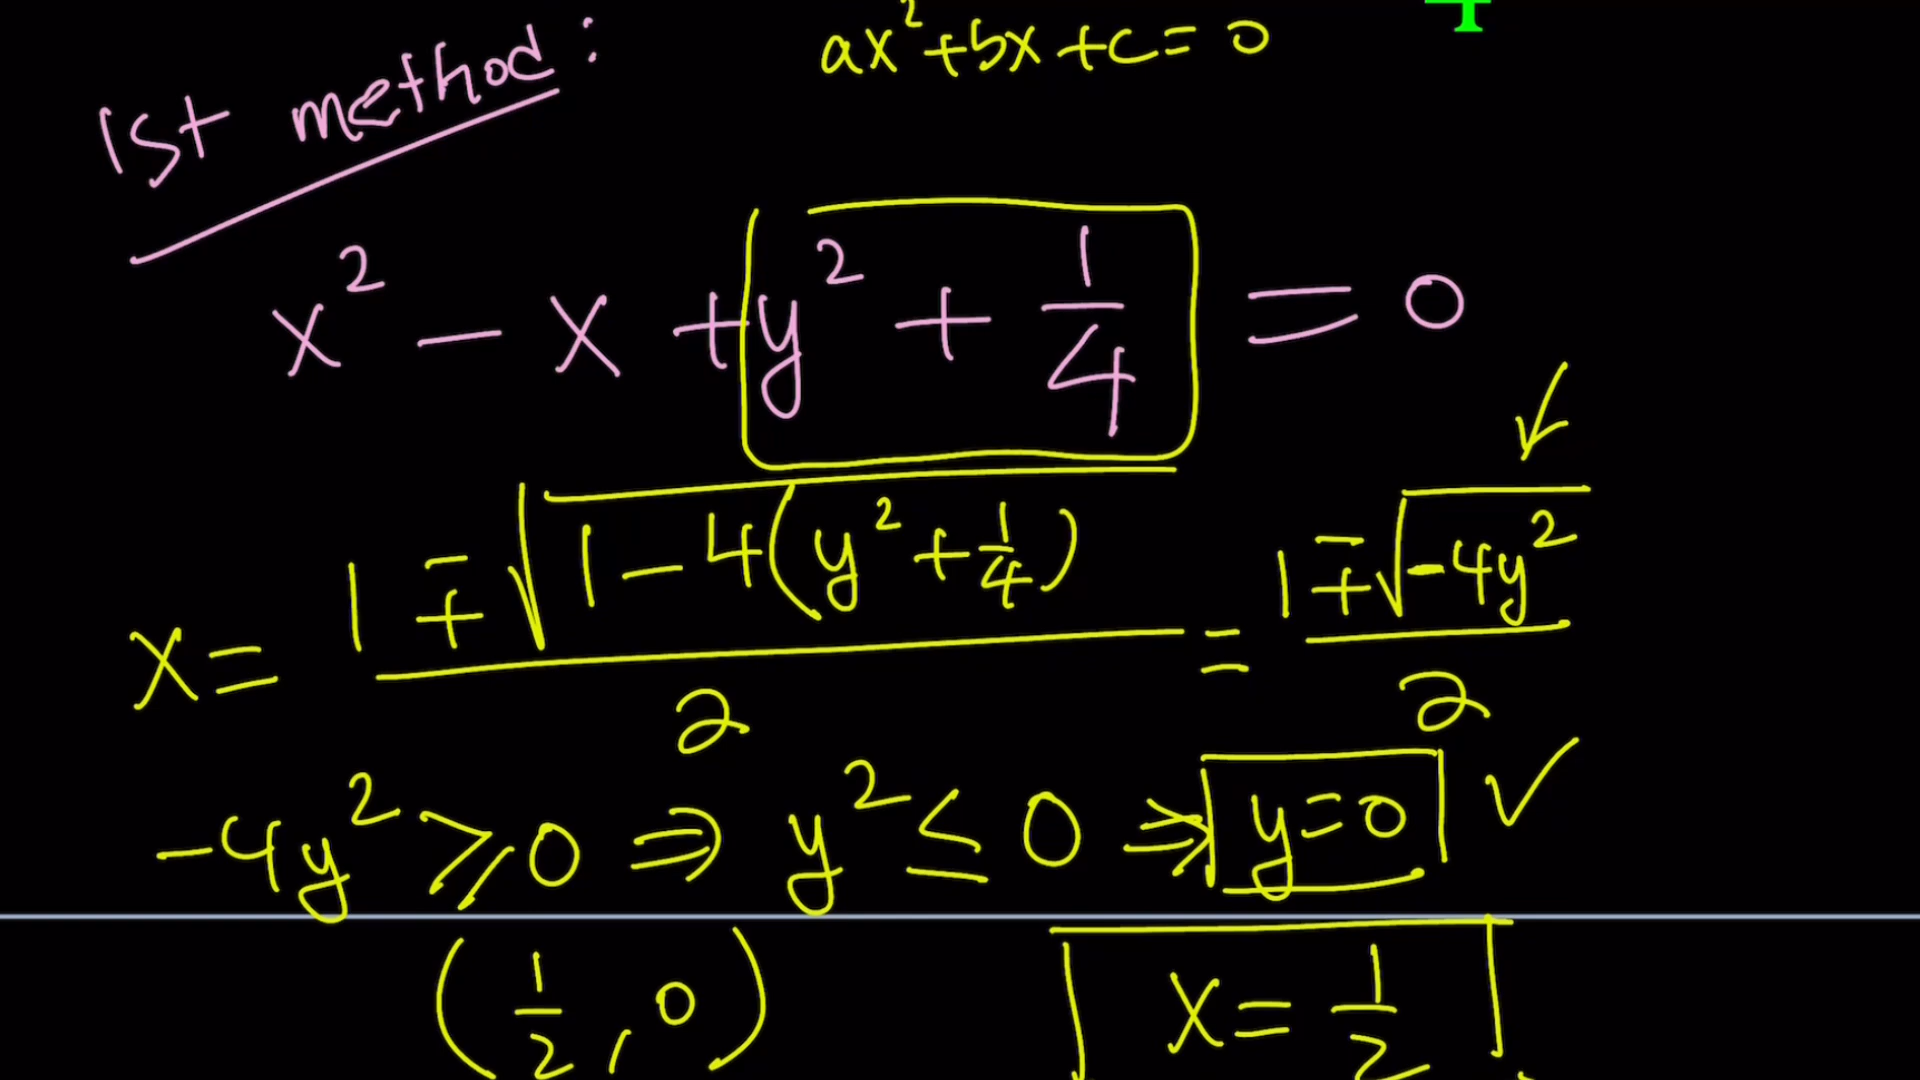 ax²+bx+c=0
1st method:
x² - x + y² + 1/4 = 0
x = (1 ∓ √(1-4(y²+1/4)))/2 = (1 ∓ √(-4y²))/2
-4y² ⩾ 0 ⇒ y² ≤ 0 ⇒ y=0 ✓
(1/2, 0) x = 1/2